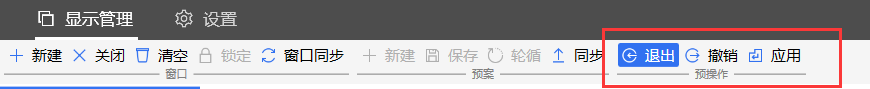 显示管理 设置
新建 关闭 清空 锁定 窗口同步 新建 保存 轮循 同步 退出 撤销 应用
窗口 预案 预操作